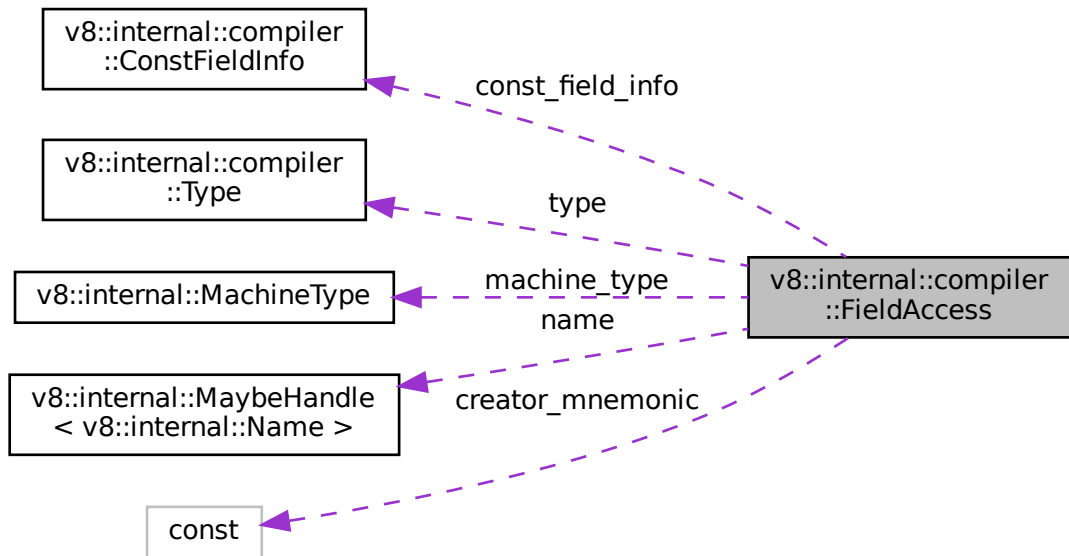 v8::internal::compiler
::ConstFieldInfo
const_field_info
v8::internal::compiler
::Type
type
v8::internal::MachineType
machine_type
v8::internal::compiler
::FieldAccess
name
v8::internal::MaybeHandle
< v8::internal::Name >
creator_mnemonic
const